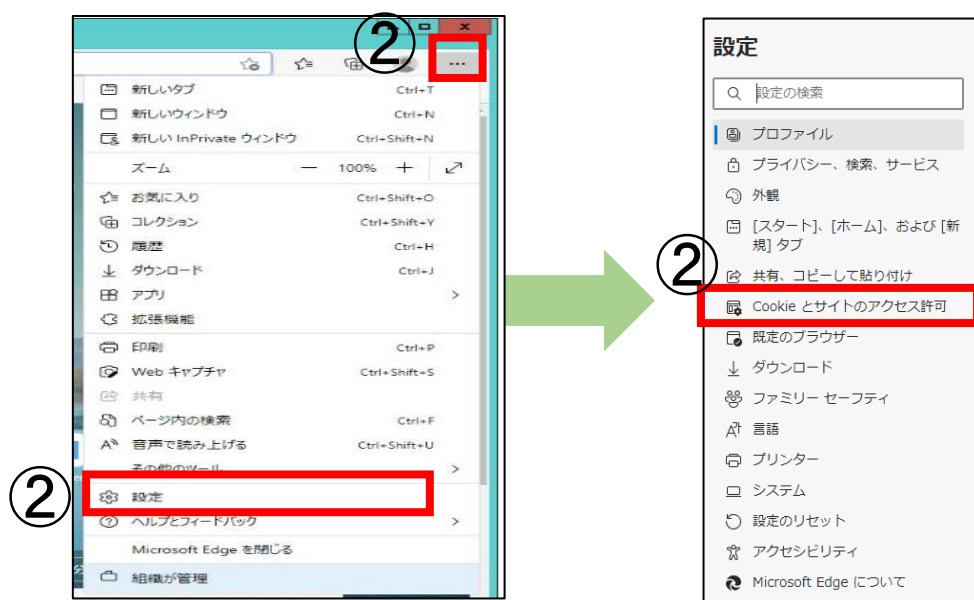 ②
新しいタブ Ctrl+T
新しいウィンドウ Ctrl+N
新しい InPrivate ウィンドウ Ctrl+Shift+N
ズーム — 100% +
お気に入り Ctrl+Shift+O
コレクション Ctrl+Shift+Y
履歴 Ctrl+H
ダウンロード Ctrl+J
アプリ
拡張機能
印刷 Ctrl+P
Web キャプチャ Ctrl+Shift+S
共有
ページ内の検索 Ctrl+F
音声で読み上げる Ctrl+Shift+U
その他のツール
② 設定
ヘルプとフィードバック
Microsoft Edge を閉じる
組織が管理
設定
設定の検索
プロファイル
プライバシー、検索、サービス
外観
[スタート]、[ホーム]、および [新
規] タブ
② 共有、コピーして貼り付け
Cookie とサイトのアクセス許可
既定のブラウザー
ダウンロード
ファミリー セーフティ
言語
プリンター
システム
設定のリセット
アクセシビリティ
Microsoft Edge について